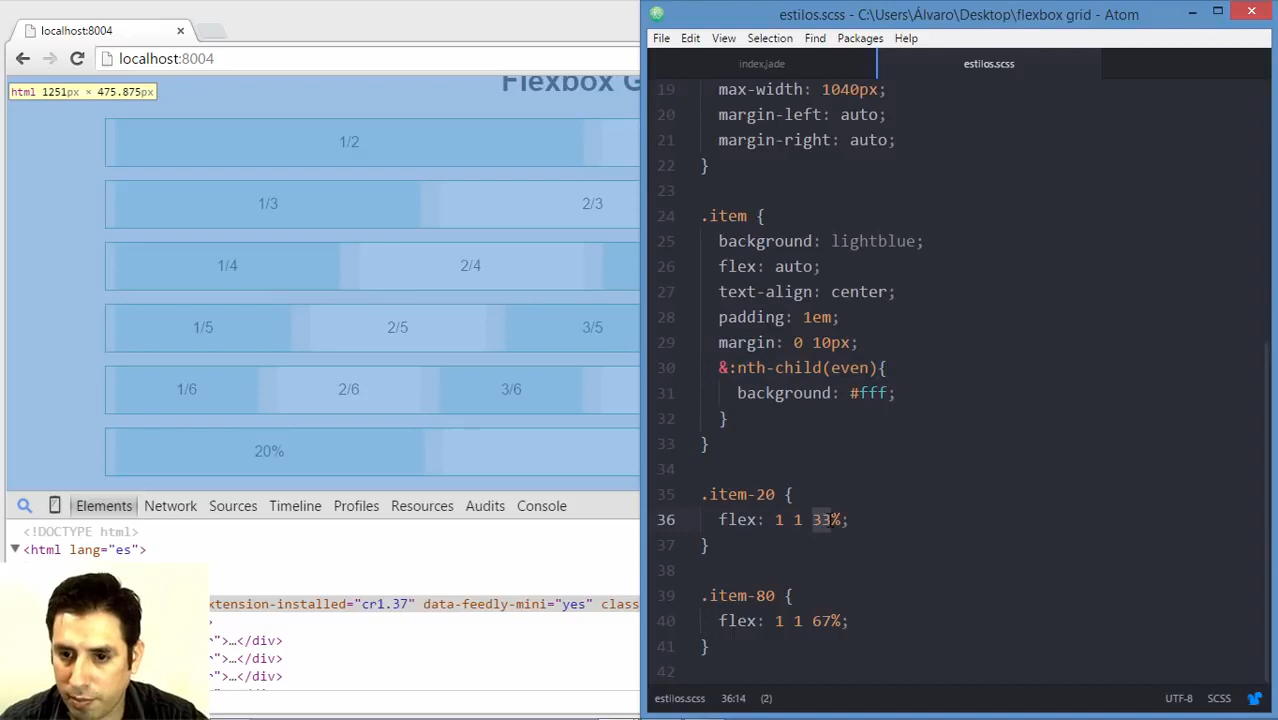 localhost:8004
estilos.scss - C:\Users\Álvaro\Desktop\flexbox grid - Atom
File Edit View Selection Find Packages Help
localhost:8004
index.jade
estilos.scss
Flexbox G
html 1251px × 475.875px
1/2
1/3 2/3
1/4 2/4
1/5 2/5 3/5
1/6 2/6 3/6
20%
19 max-width: 1040px;
20 margin-left: auto;
21 margin-right: auto;
22 }
23
24 .item {
25 background: lightblue;
26 flex: auto;
27 text-align: center;
28 padding: 1em;
29 margin: 0 10px;
30 &:nth-child(even){
31 background: #fff;
32 }
33 }
34
35 .item-20 {
36 flex: 1 1 33%;
37 }
38
39 .item-80 {
40 flex: 1 1 67%;
41 }
42
Elements Network Sources Timeline Profiles Resources Audits Console
<!DOCTYPE html>
<html lang="es">
xtension-installed="cr1.37" data-feedly-mini="yes" class
>
r">…</div>
r">…</div>
r">…</div>
estilos.scss 36:14 (2) UTF-8 SCSS